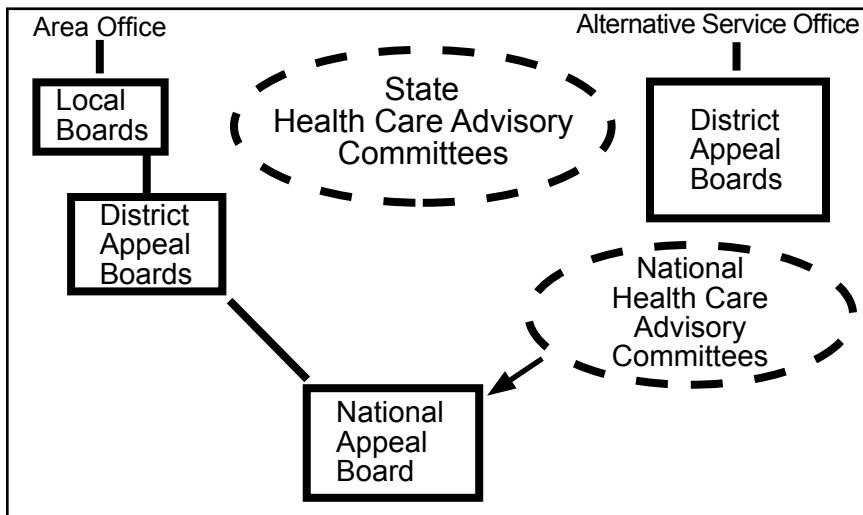 Area Office
Local
Boards
District
Appeal
Boards
State
Health Care Advisory
Committees
Alternative Service Office
District
Appeal
Boards
National
Health Care
Advisory
Committees
National
Appeal
Board